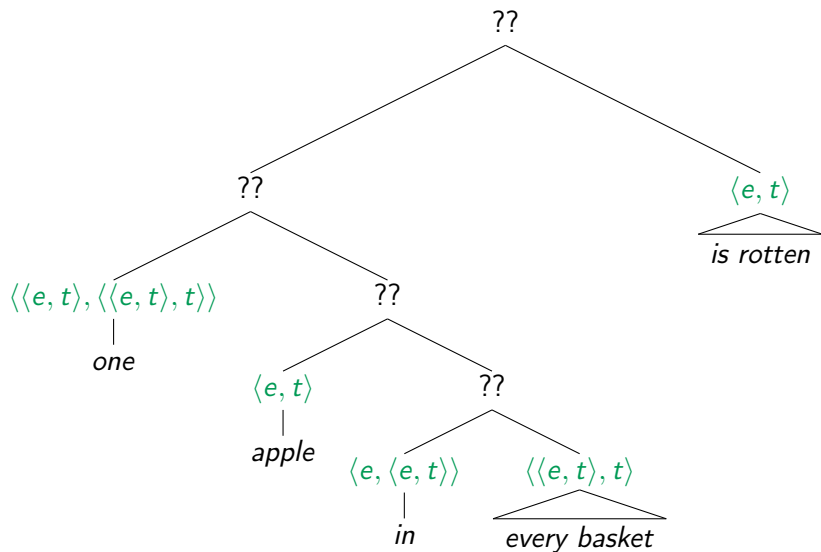 ??
??
⟨e, t⟩
is rotten
⟨⟨e, t⟩, ⟨⟨e, t⟩, t⟩⟩
??
one
⟨e, t⟩
??
apple
⟨e, ⟨e, t⟩⟩
⟨⟨e, t⟩, t⟩
in
every basket